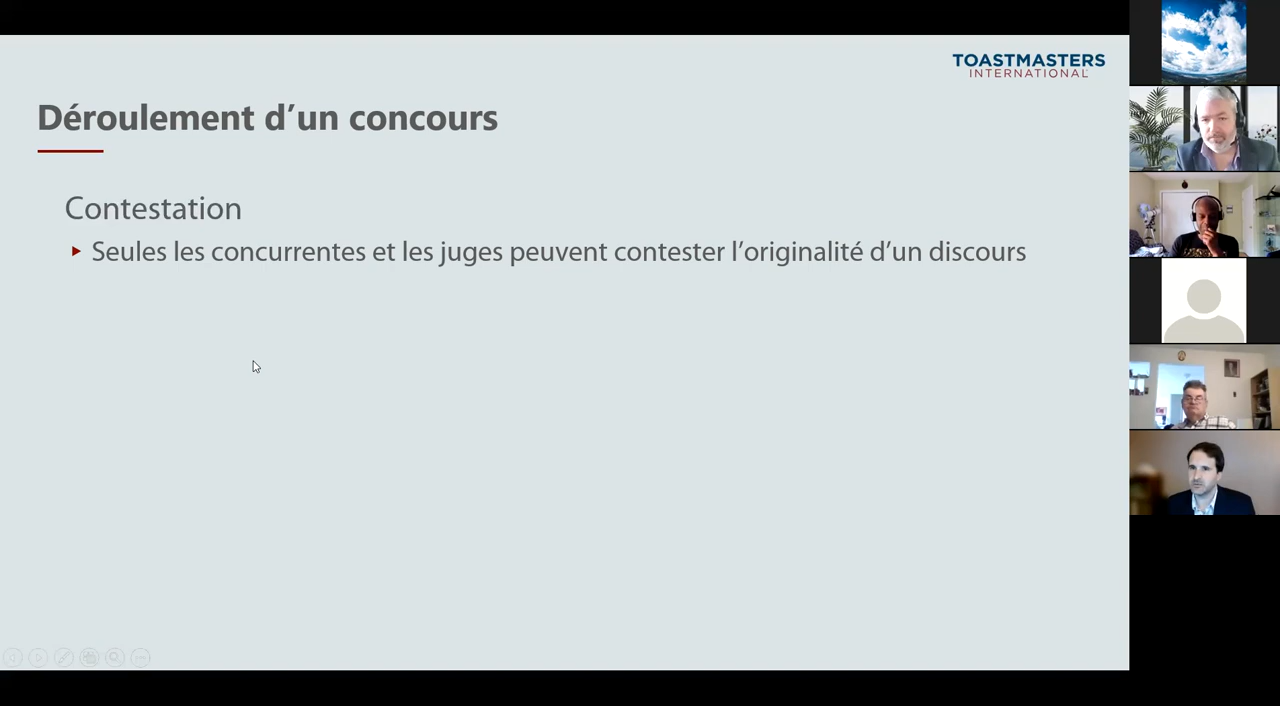 TOASTMASTERS
INTERNATIONAL
Déroulement d’un concours
Contestation
Seules les concurrentes et les juges peuvent contester l’originalité d’un discours